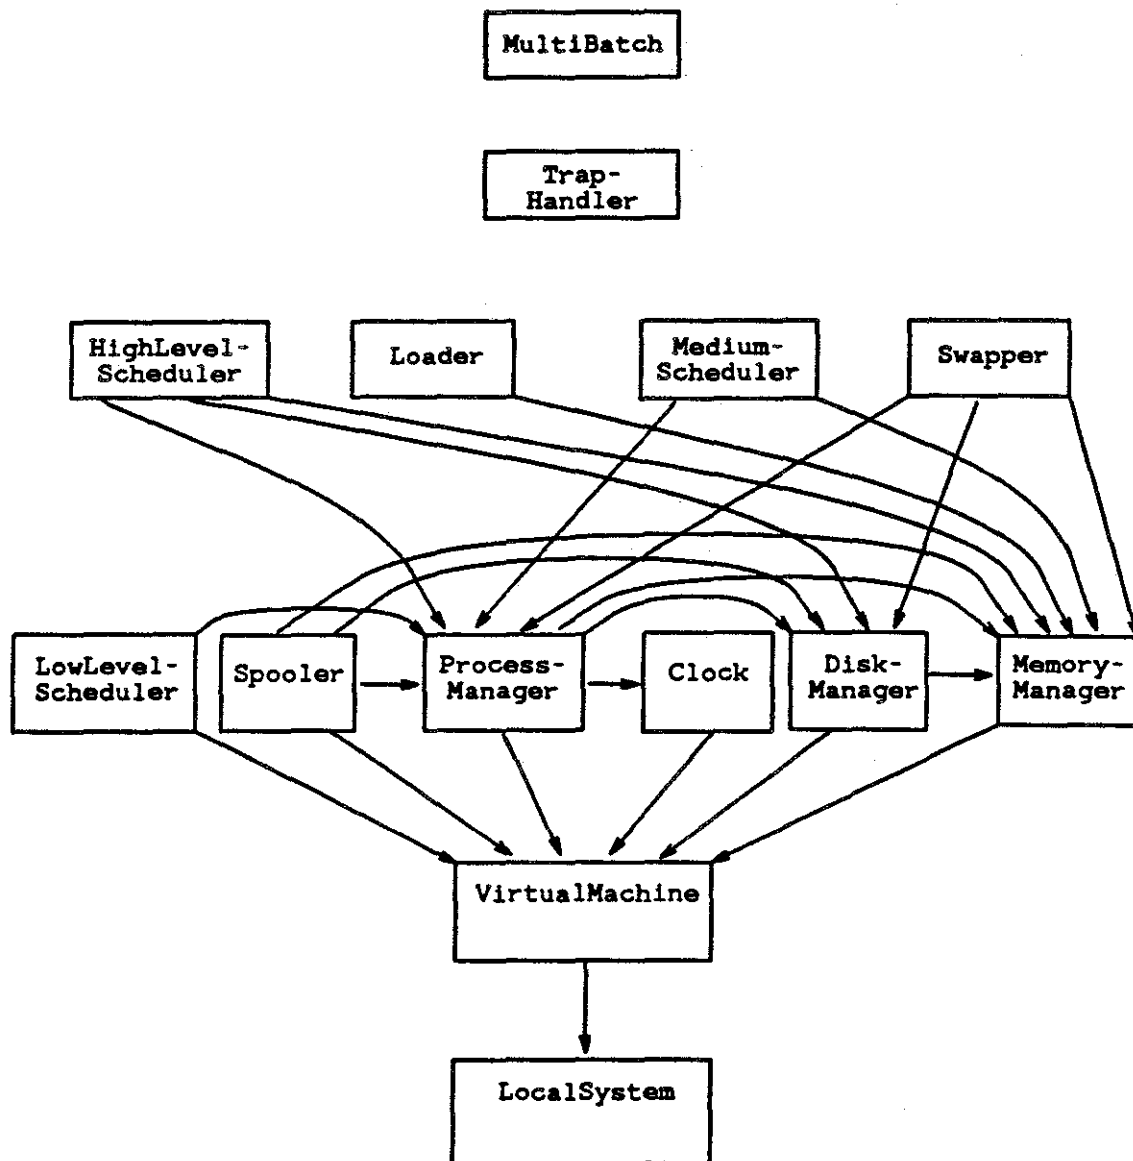 MultiBatch
Trap-
Handler
HighLevel-
Scheduler
Loader
Medium-
Scheduler
Swapper
LowLevel-
Scheduler
Spooler
Process-
Manager
Clock
Disk-
Manager
Memory-
Manager
VirtualMachine
LocalSystem